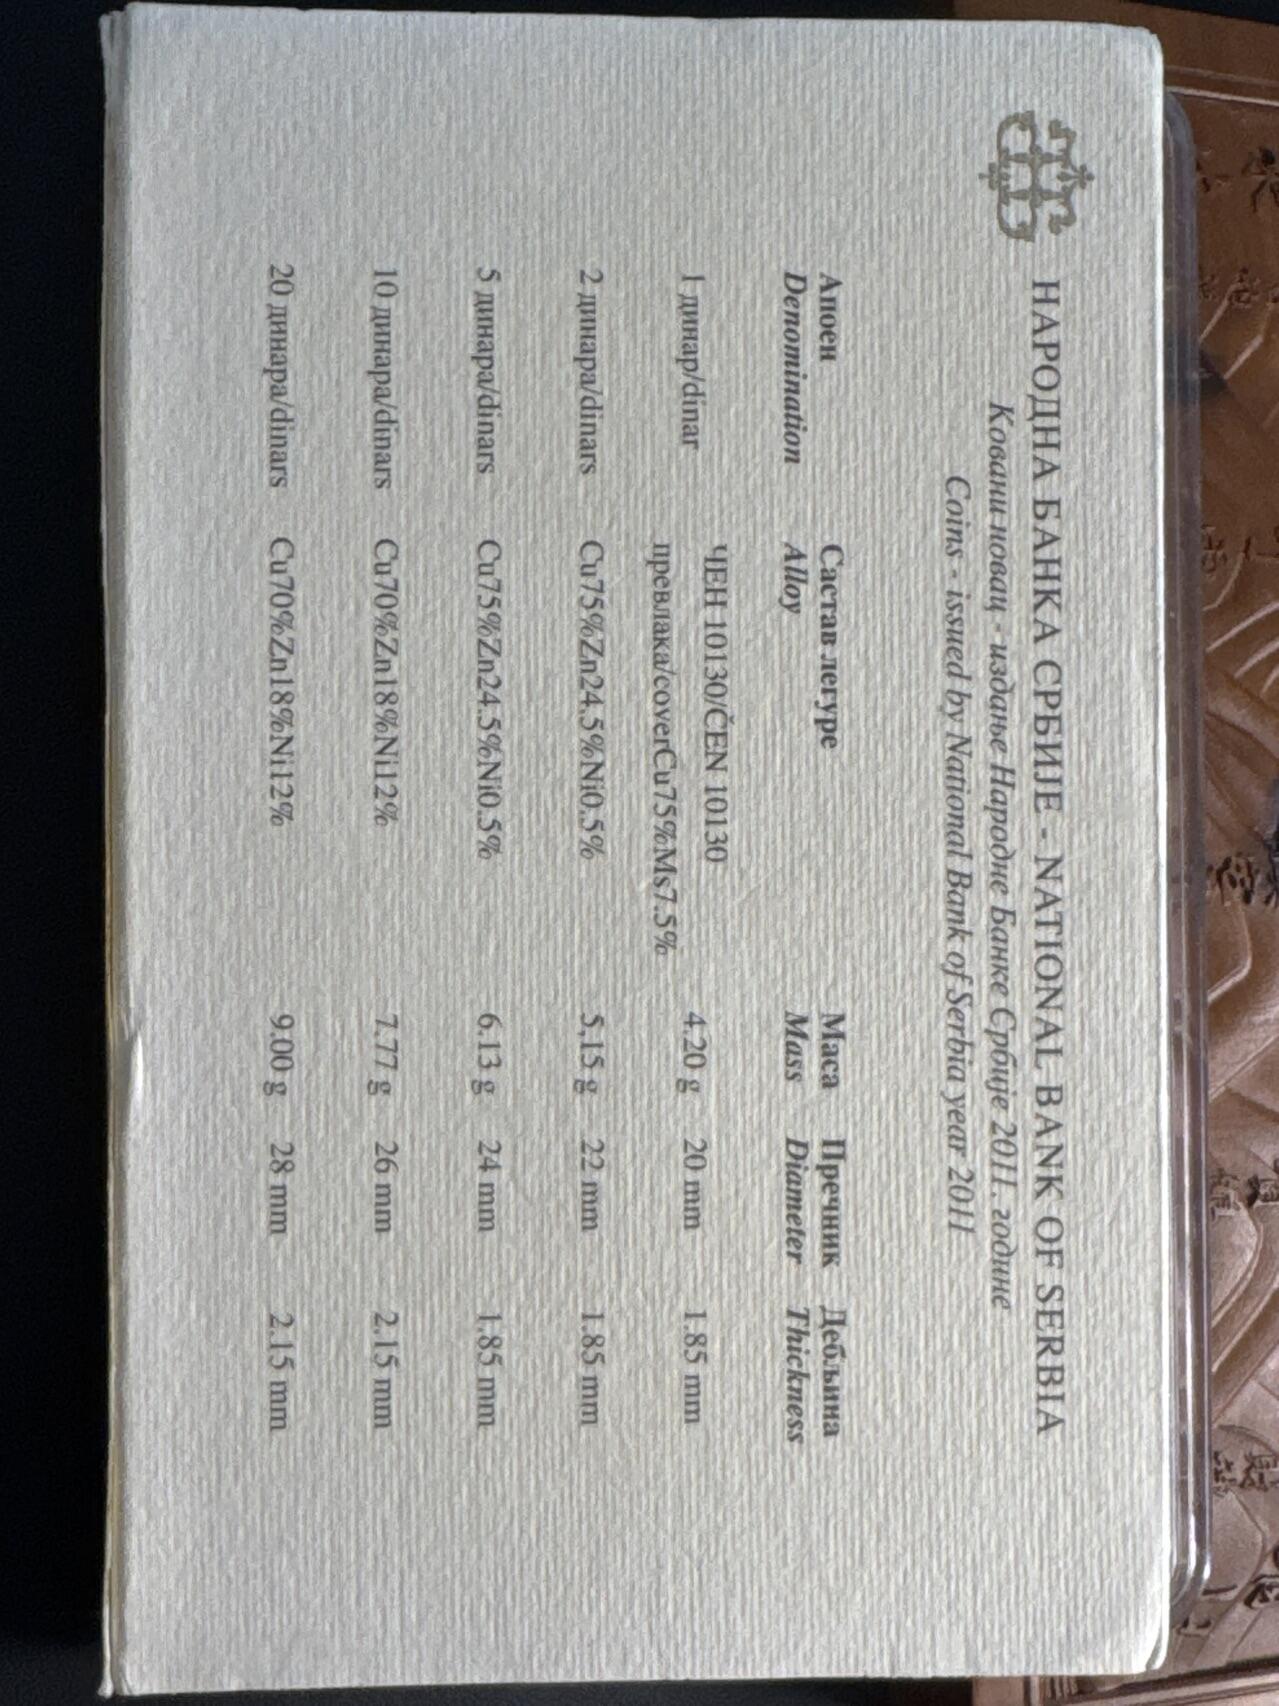 НАРОДНА БАНКА СРБИЈЕ - NATIONAL BANK OF SERBIA
Ковани новац - издање Народне Банке Србије 2011. године
Coins - issued by National Bank of Serbia year 2011
Апоен Састав легуре Маса Пречник Дебљина
Denomination Alloy Mass Diameter Thickness
1 динар/dinar ЧЕН 10130/ČEN 10130 4.20 g 20 mm 1.85 mm
превлака/coverCu75%Ms7.5%
2 динара/dinars Cu75%Zn24.5%Ni0.5% 5.15 g 22 mm 1.85 mm
5 динара/dinars Cu75%Zn24.5%Ni0.5% 6.13 g 24 mm 1.85 mm
10 динара/dinars Cu70%Zn18%Ni12% 7.77 g 26 mm 2.15 mm
20 динара/dinars Cu70%Zn18%Ni12% 9.00 g 28 mm 2.15 mm